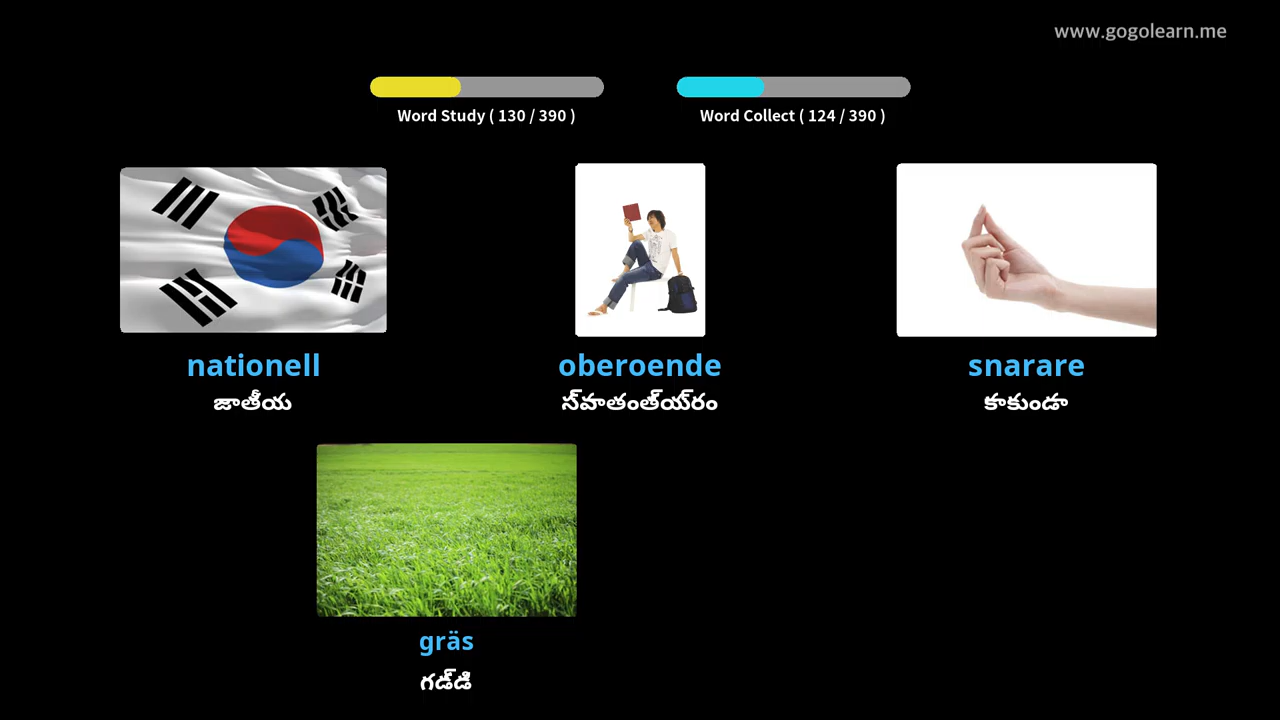 www.gogolearn.me
Word Study ( 130 / 390 )
Word Collect ( 124 / 390 )
nationell
oberoende
snarare
జాతీయ
స్వాతంత్య్రం
కాకుండా
gräs
గడ్డి